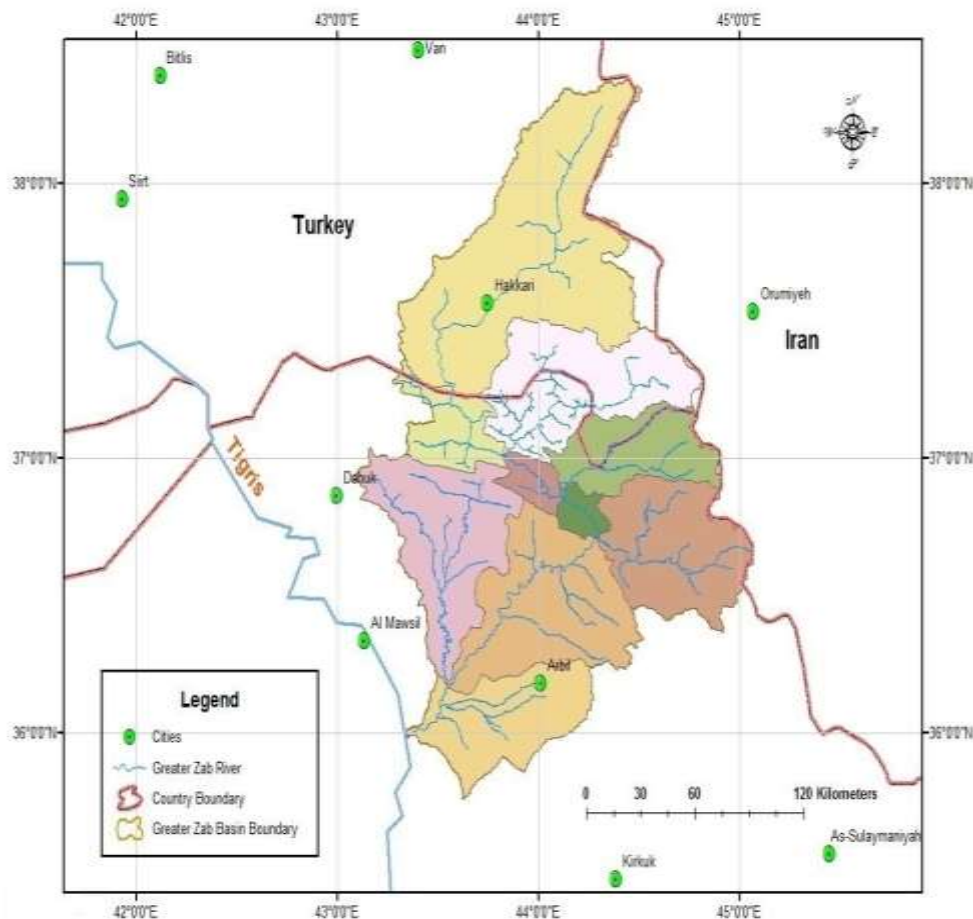 42°0'0"E 43°0'0"E 44°0'0"E 45°0'0"E
Van
Bitlis
38°0'0"N 38°0'0"N
Siirt
Turkey
Hakkari
Orumiyeh
Iran
37°0'0"N 37°0'0"N
Tigris
Dahuk
Al Mawsil
Arbil
Legend
Cities
Greater Zab River
Country Boundary
Greater Zab Basin Boundary
36°0'0"N 36°0'0"N
0 30 60 120 Kilometers
As-Sulaymaniyah
Kirkuk
42°0'0"E 43°0'0"E 44°0'0"E 45°0'0"E